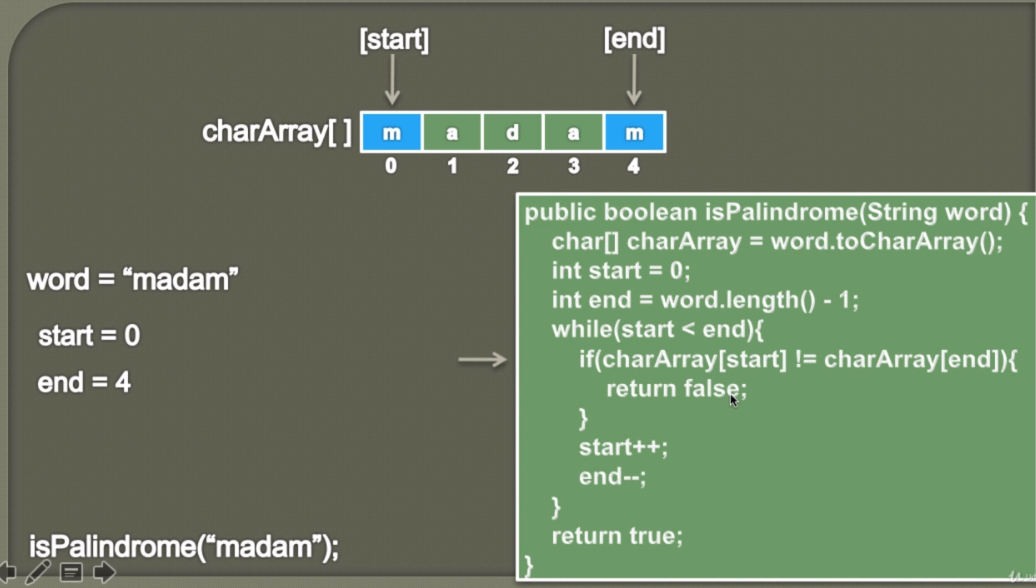 [start] [end]
charArray[ ] m a d a m
0 1 2 3 4
public boolean isPalindrome(String word) {
char[] charArray = word.toCharArray();
int start = 0;
int end = word.length() - 1;
while(start < end){
if(charArray[start] != charArray[end]){
return false;
}
start++;
end--;
}
return true;
}
word = “madam”
start = 0
end = 4
isPalindrome(“madam”);